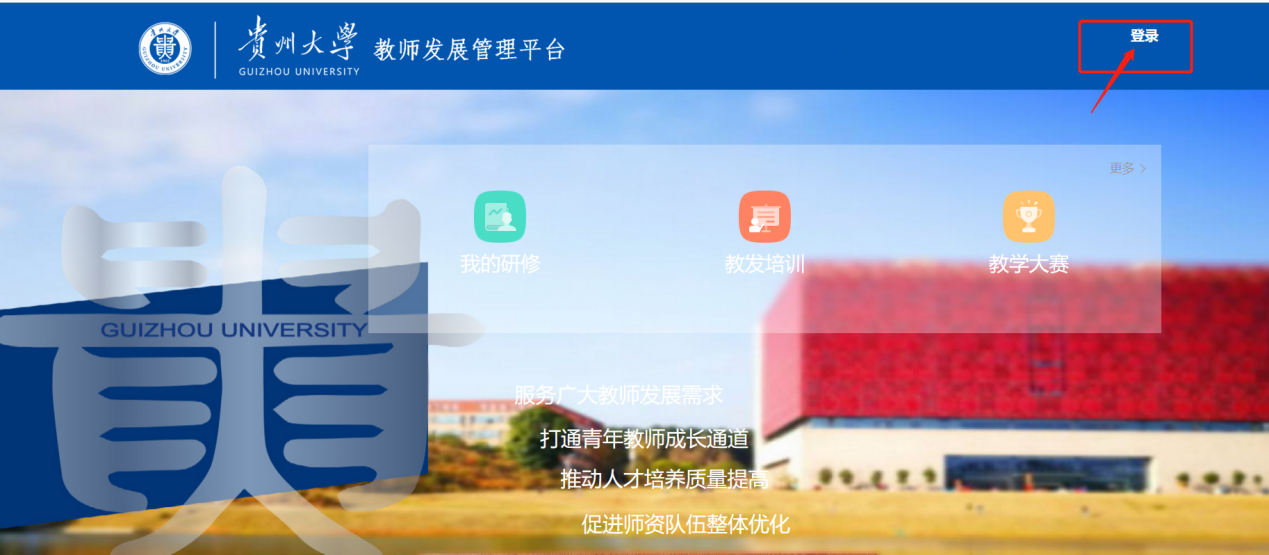 貴州大學
GUIZHOU UNIVERSITY
教师发展管理平台
登录
更多 >
我的研修
教发培训
教学大赛
貴
GUIZHOU UNIVERSITY
服务广大教师发展需求
打通青年教师成长通道
推动人才培养质量提高
促进师资队伍整体优化